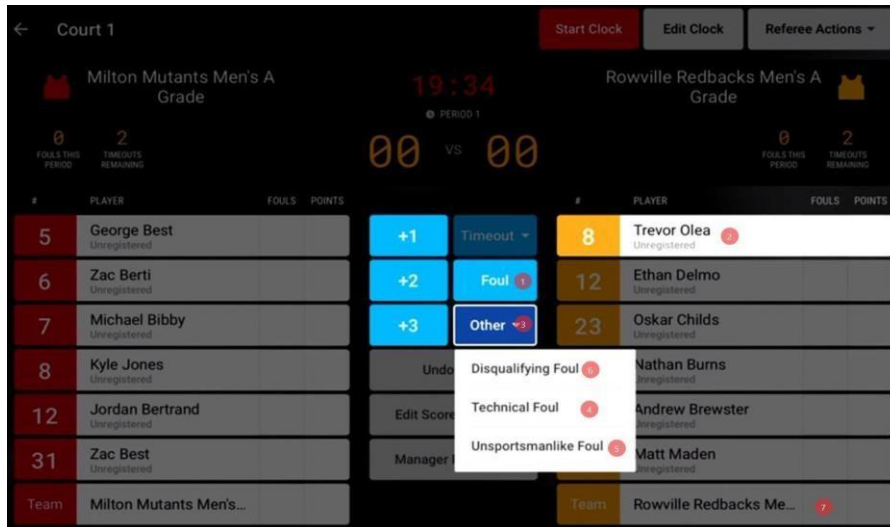 ← Court 1
Start Clock
Edit Clock
Referee Actions
Milton Mutants Men's A
Grade
19:34
PERIOD 1
Rowville Redbacks Men's A
Grade
0
FOULS THIS
PERIOD
2
TIMEOUTS
REMAINING
00 VS 00
0
FOULS THIS
PERIOD
2
TIMEOUTS
REMAINING
# PLAYER FOULS POINTS
5 George Best
Unregistered
6 Zac Berti
Unregistered
7 Michael Bibby
Unregistered
8 Kyle Jones
Unregistered
12 Jordan Bertrand
Unregistered
31 Zac Best
Unregistered
Team Milton Mutants Men's...
+1 Timeout
+2 Foul 1
+3 Other 3
Undo
Edit Score
Manager
Disqualifying Foul 6
Technical Foul 4
Unsportsmanlike Foul 5
# PLAYER FOULS POINTS
8 Trevor Olea 2
Unregistered
12 Ethan Delmo
Unregistered
23 Oskar Childs
Unregistered
Nathan Burns
Unregistered
Andrew Brewster
Unregistered
Matt Maden
Unregistered
Team Rowville Redbacks Me... 7